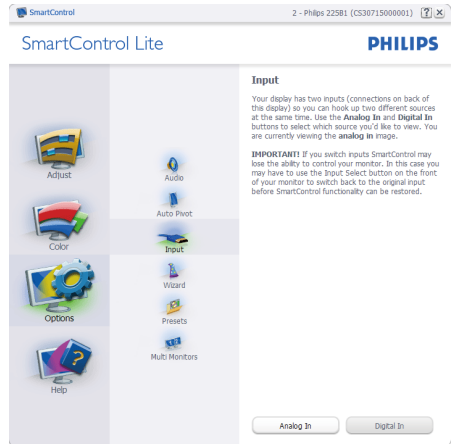 SmartControl
2 - Philips 225B1 (CS30715000001)
?
SmartControl Lite
PHILIPS
Adjust
Color
Options
Help
Audio
Auto Pivot
Input
Wizard
Presets
Multi Monitors
Input
Your display has two inputs (connections on back of
this display) so you can hook up two different sources
at the same time. Use the Analog In and Digital In
buttons to select which source you'd like to view. You
are currently viewing the analog in image.
IMPORTANT! If you switch inputs SmartControl may
lose the ability to control your monitor. In this case you
may have to use the Input Select button on the front
of your monitor to switch back to the original input
before SmartControl functionality can be restored.
Analog In
Digital In